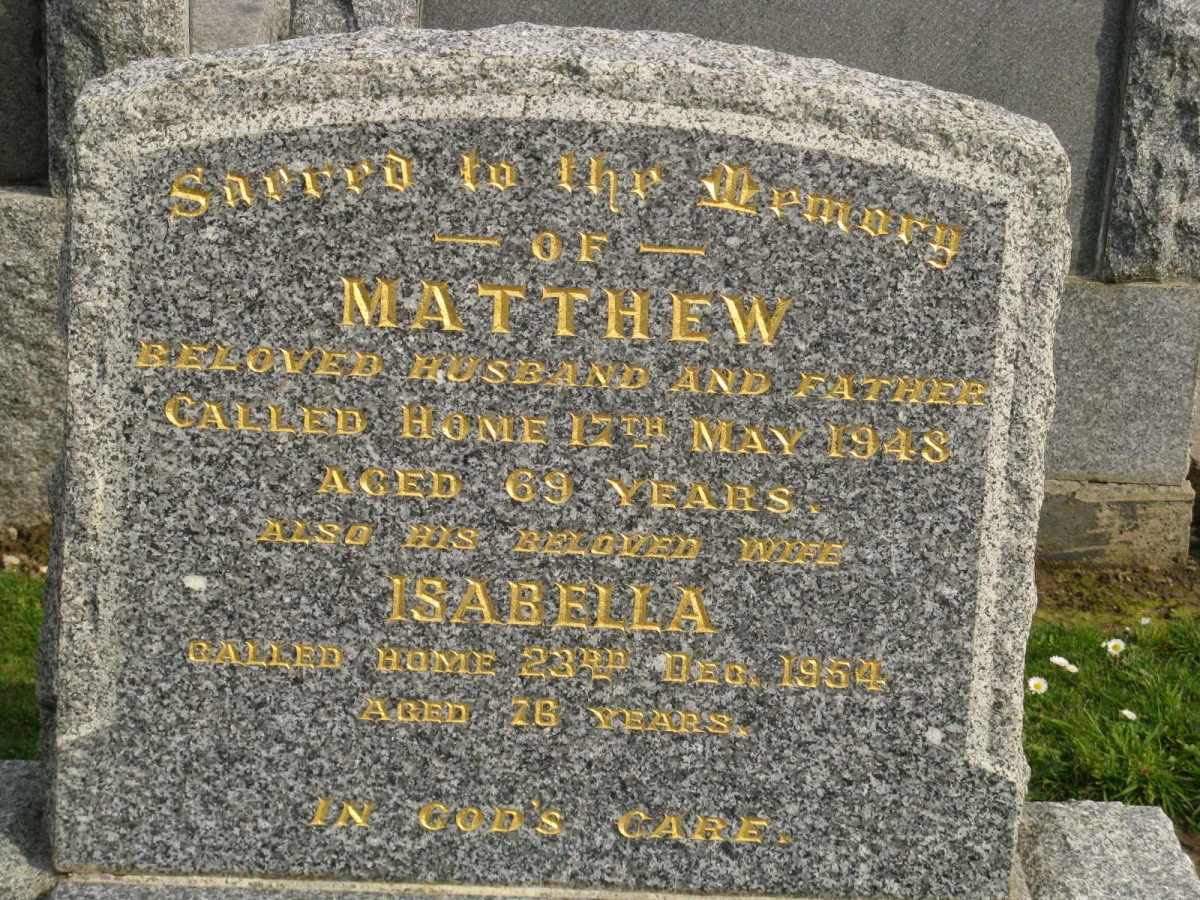 Sacred to the Memory
— OF —
MATTHEW
BELOVED HUSBAND AND FATHER
CALLED HOME 17TH MAY 1948
AGED 69 YEARS.
ALSO HIS BELOVED WIFE
ISABELLA
CALLED HOME 23RD DEC. 1954
AGED 76 YEARS.
IN GOD'S CARE.